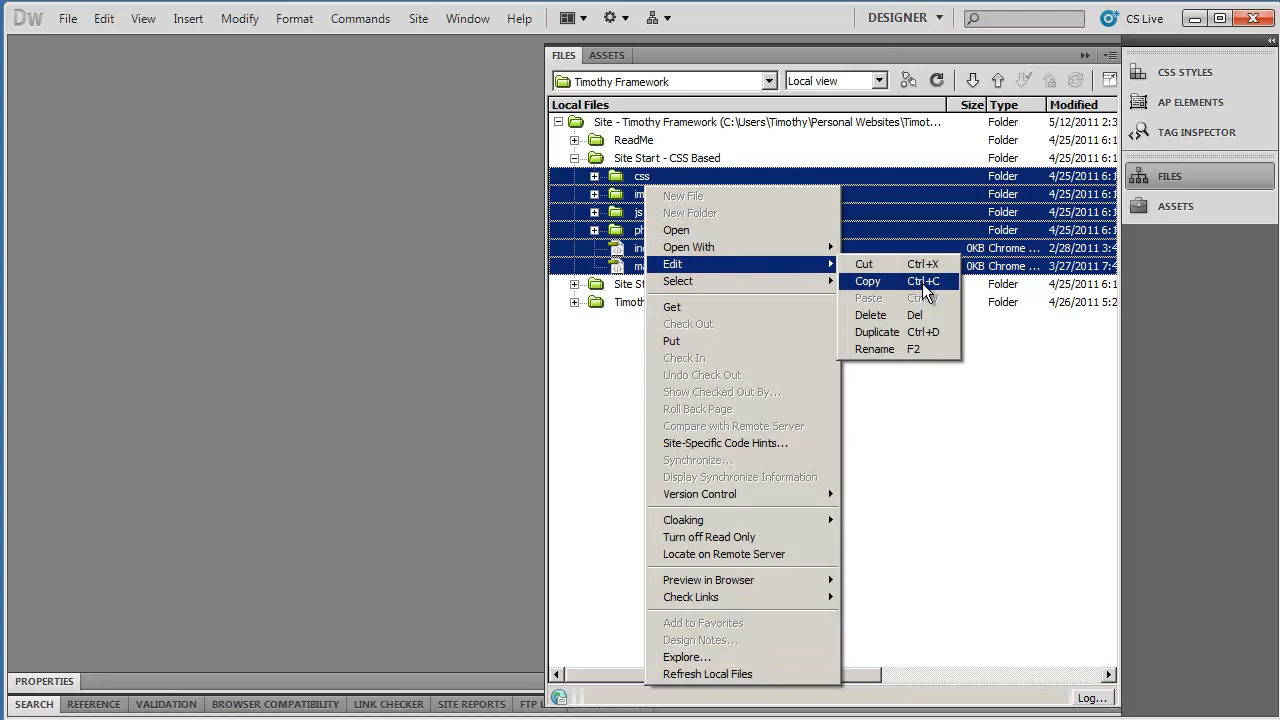 Dw File Edit View Insert Modify Format Commands Site Window Help DESIGNER CS Live
FILES ASSETS
Timothy Framework Local view
Local Files Size Type Modified
Site - Timothy Framework (C:\Users\Timothy\Personal Websites\Timot... Folder 5/12/2011 2:3
ReadMe Folder 4/25/2011 6:1
Site Start - CSS Based Folder 4/25/2011 6:1
css Folder 4/25/2011 6:1
im Folder 4/25/2011 6:1
js Folder 4/25/2011 6:1
ph Folder 4/25/2011 6:1
in 0KB Chrome ... 2/28/2011 3:4
ma 0KB Chrome ... 3/27/2011 7:4
Site St Folder 4/25/2011 6:1
Timoth Folder 4/26/2011 5:2
New File
New Folder
Open
Open With
Edit
Select
Get
Check Out
Put
Check In
Undo Check Out
Show Checked Out By...
Roll Back Page
Compare with Remote Server
Site-Specific Code Hints...
Synchronize...
Display Synchronize Information
Version Control
Cloaking
Turn off Read Only
Locate on Remote Server
Preview in Browser
Check Links
Add to Favorites
Design Notes...
Explore...
Refresh Local Files
Cut Ctrl+X
Copy Ctrl+C
Paste
Delete Del
Duplicate Ctrl+D
Rename F2
CSS STYLES
AP ELEMENTS
TAG INSPECTOR
FILES
ASSETS
Log...
PROPERTIES
SEARCH REFERENCE VALIDATION BROWSER COMPATIBILITY LINK CHECKER SITE REPORTS FTP